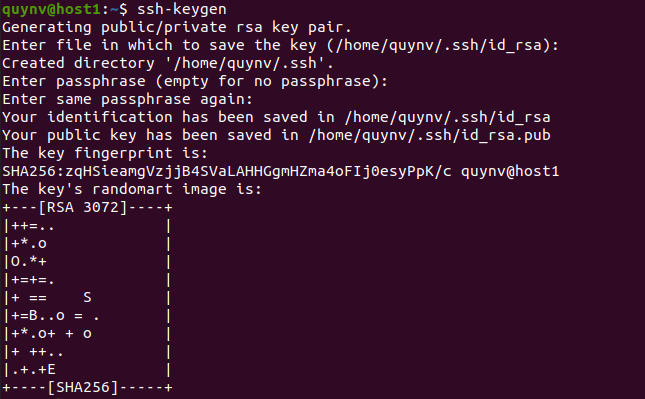 quynv@host1:~$ ssh-keygen
Generating public/private rsa key pair.
Enter file in which to save the key (/home/quynv/.ssh/id_rsa):
Created directory '/home/quynv/.ssh'.
Enter passphrase (empty for no passphrase):
Enter same passphrase again:
Your identification has been saved in /home/quynv/.ssh/id_rsa
Your public key has been saved in /home/quynv/.ssh/id_rsa.pub
The key fingerprint is:
SHA256:zqHSieamgVzjjB4SVaLAHHGgmHZma4oFIj0esyPpK/c quynv@host1
The key's randomart image is:
+---[RSA 3072]----+
|++=..            |
|+*.o             |
|O.*+             |
|+=+=.            |
|+ ==    S        |
|+=B..o = .       |
|+*.o+ + o        |
|+ ++..           |
|.+.+E            |
+----[SHA256]-----+